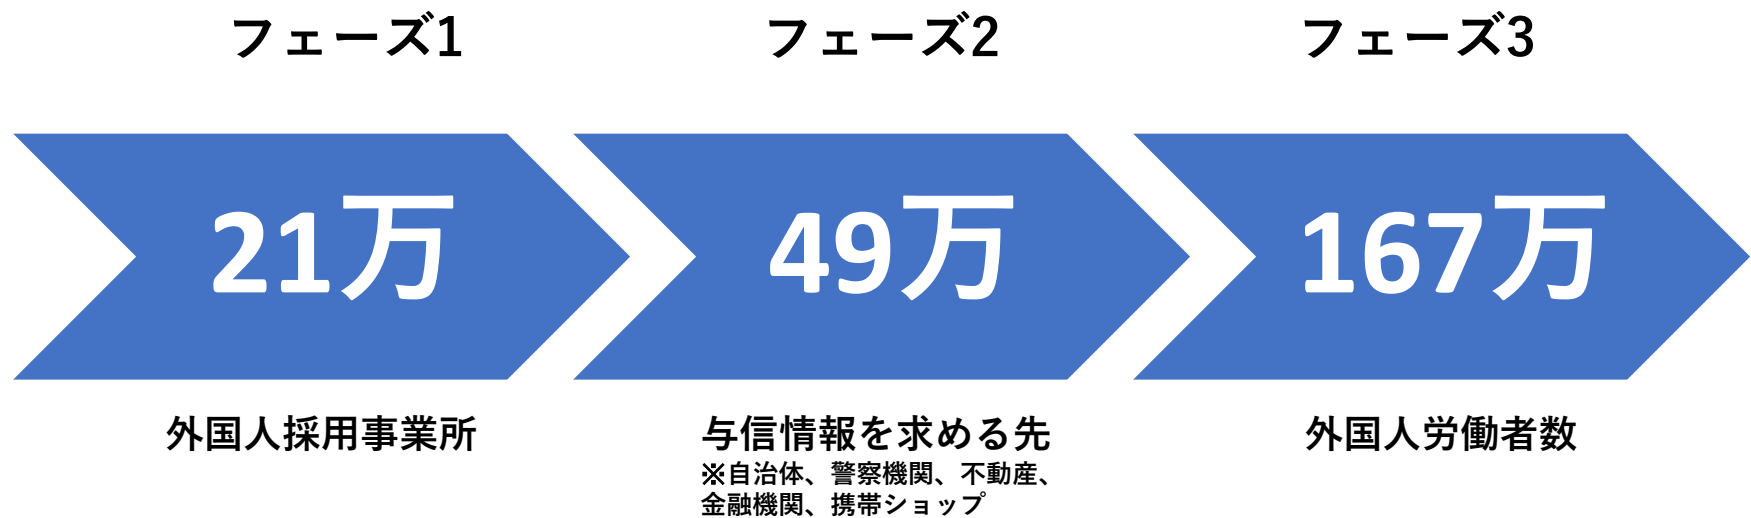 フェーズ1
フェーズ2
フェーズ3
21万
49万
167万
外国人採用事業所
与信情報を求める先
※自治体、警察機関、不動産、
金融機関、携帯ショップ
外国人労働者数